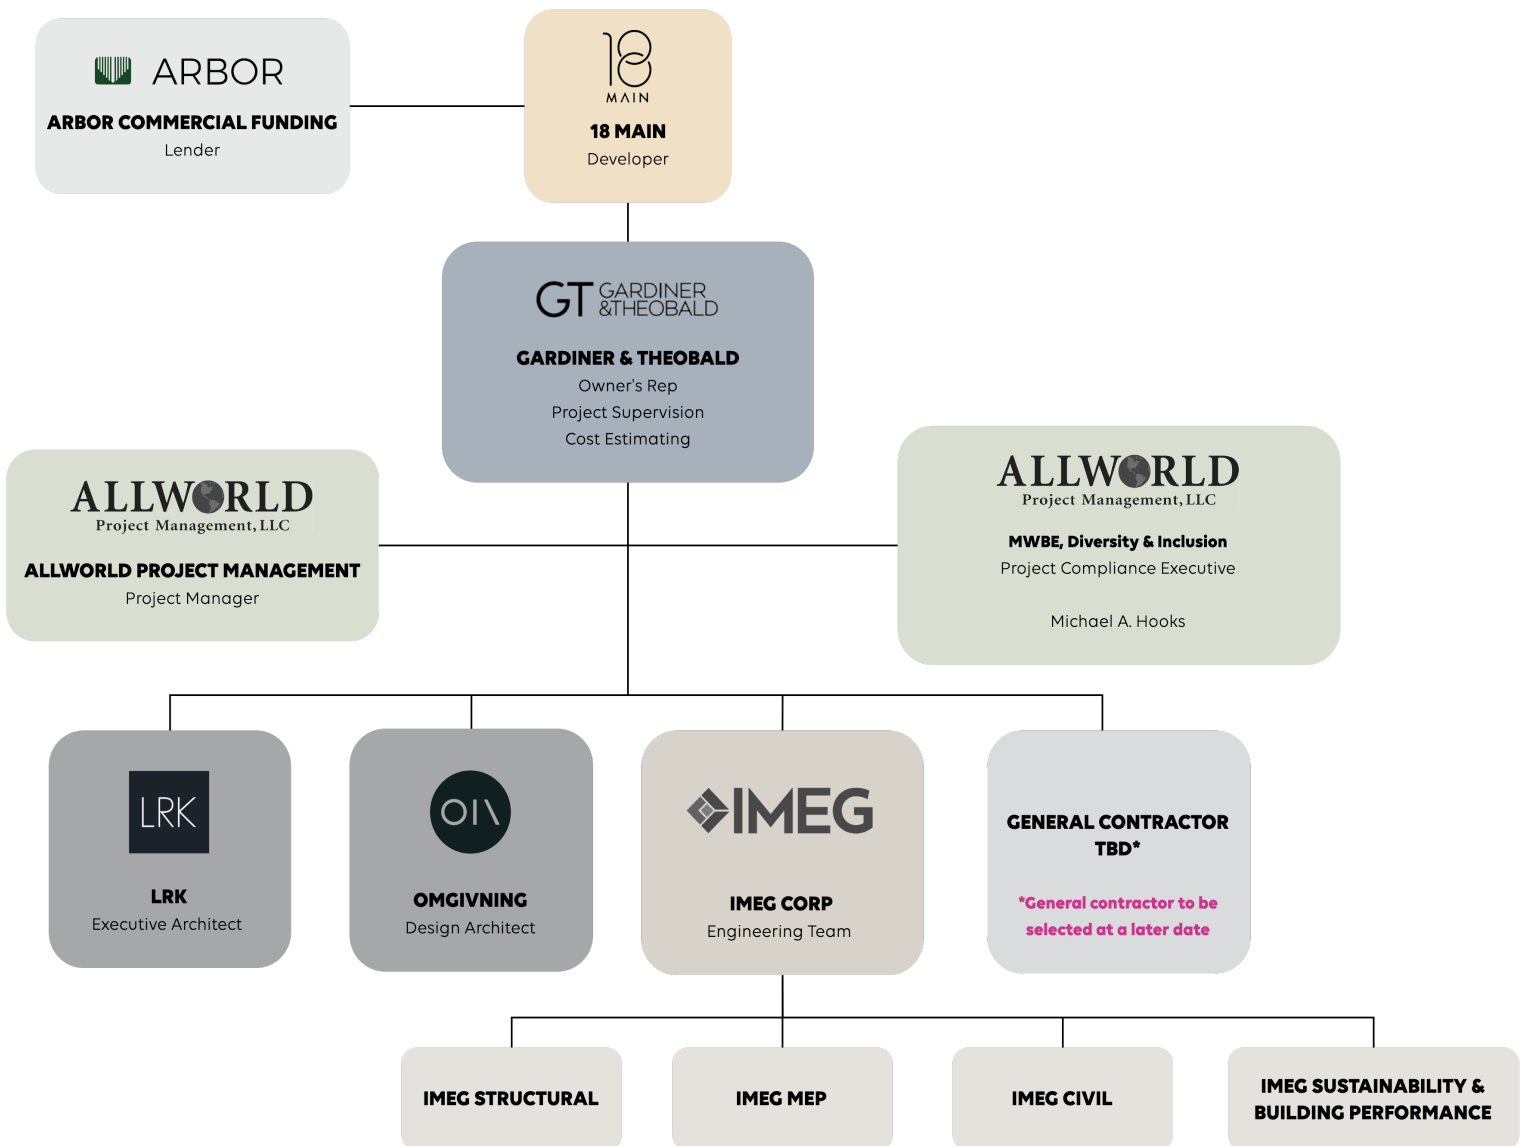 ARBOR
ARBOR COMMERCIAL FUNDING
Lender
18
MAIN
18 MAIN
Developer
GT GARDINER
&THEOBALD
GARDINER & THEOBALD
Owner's Rep
Project Supervision
Cost Estimating
ALLWORLD
Project Management, LLC
ALLWORLD PROJECT MANAGEMENT
Project Manager
ALLWORLD
Project Management, LLC
MWBE, Diversity & Inclusion
Project Compliance Executive
Michael A. Hooks
LRK
LRK
Executive Architect
OI\
OMGIVNING
Design Architect
IMEG
IMEG CORP
Engineering Team
GENERAL CONTRACTOR
TBD*
*General contractor to be
selected at a later date
IMEG STRUCTURAL
IMEG MEP
IMEG CIVIL
IMEG SUSTAINABILITY &
BUILDING PERFORMANCE